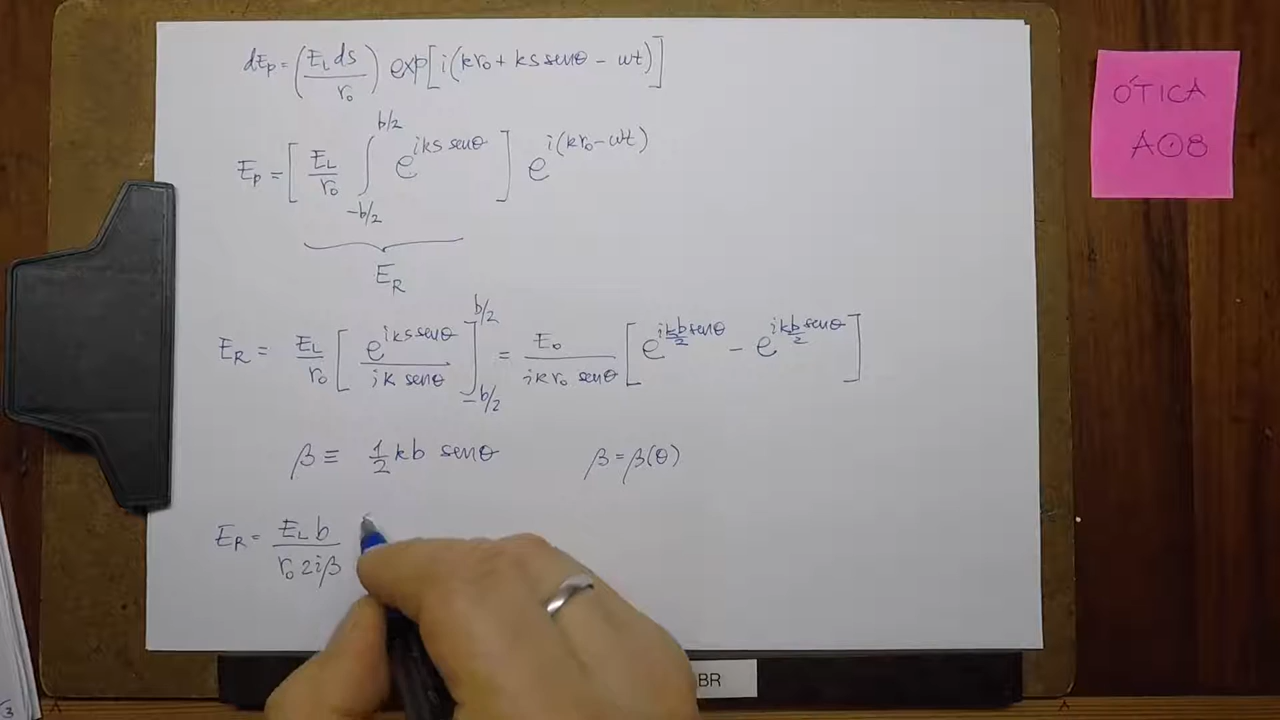 dE_P = (E_L ds / r_0) exp[i(kr_0 + ks senθ - ωt)]
E_P = [E_L / r_0 ∫_{-b/2}^{b/2} e^{iks senθ}] e^{i(kr_0 - ωt)}
E_R
E_R = E_L / r_0 [e^{iks senθ} / ik senθ]_{-b/2}^{b/2} = E_0 / ikr_0 senθ [e^{ikb/2 senθ} - e^{ikb/2 senθ}]
β ≡ 1/2 kb senθ β = β(θ)
E_R = E_L b / r_0 2iβ
ÓTICA
A08
BR
3